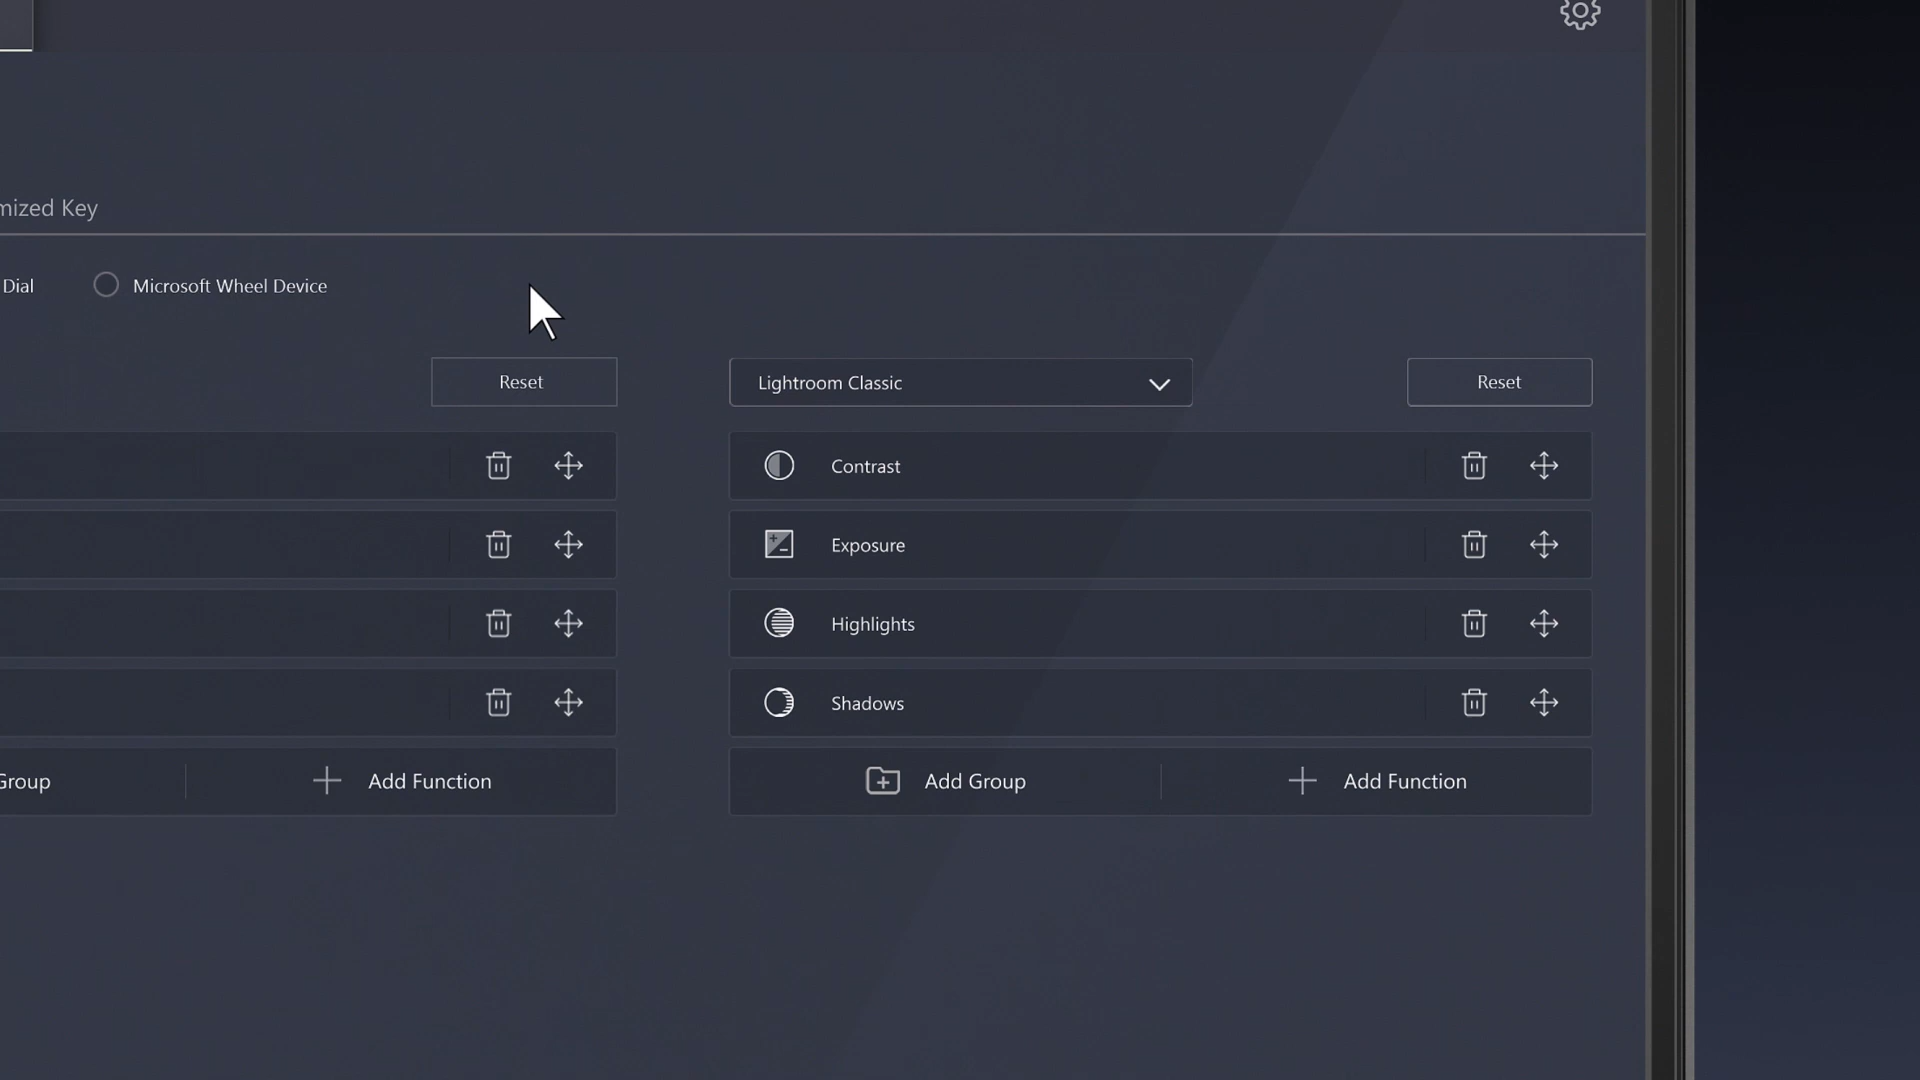 mized Key
Dial
Microsoft Wheel Device
Reset
Lightroom Classic
Reset
Contrast
Exposure
Highlights
Shadows
Group
Add Function
Add Group
Add Function